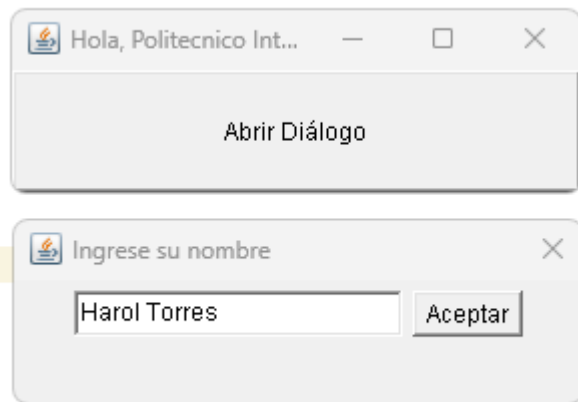 Hola, Politecnico Int...
Abrir Diálogo
Ingrese su nombre
Harol Torres
Aceptar